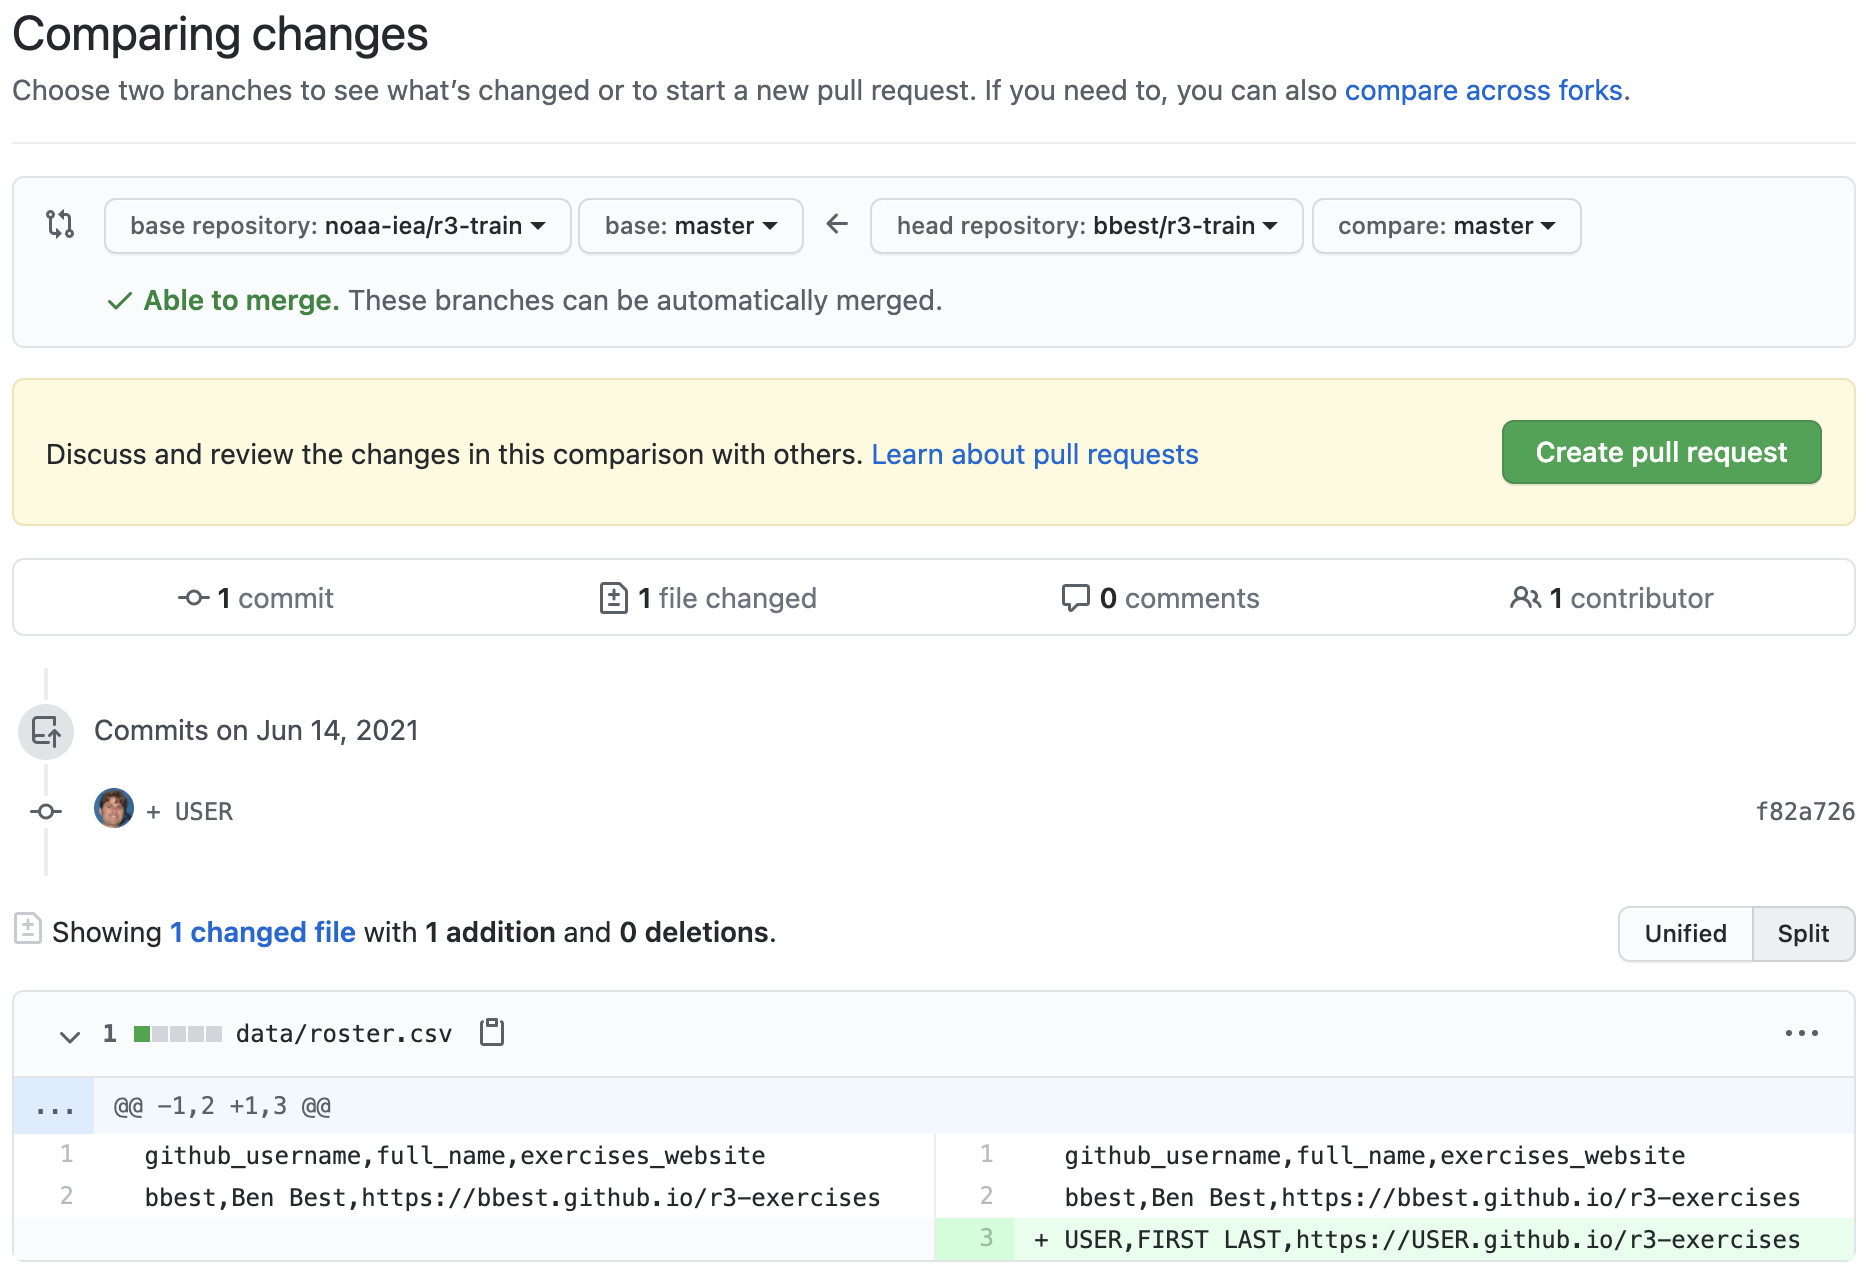 Comparing changes
Choose two branches to see what’s changed or to start a new pull request. If you need to, you can also compare across forks.
base repository: noaa-iea/r3-train base: master ← head repository: bbest/r3-train compare: master
Able to merge. These branches can be automatically merged.
Discuss and review the changes in this comparison with others. Learn about pull requests Create pull request
1 commit 1 file changed 0 comments 1 contributor
Commits on Jun 14, 2021
+ USER f82a726
Showing 1 changed file with 1 addition and 0 deletions. Unified Split
1 data/roster.csv ...
... @@ -1,2 +1,3 @@
1 github_username,full_name,exercises_website 1 github_username,full_name,exercises_website
2 bbest,Ben Best,https://bbest.github.io/r3-exercises 2 bbest,Ben Best,https://bbest.github.io/r3-exercises
3 + USER,FIRST LAST,https://USER.github.io/r3-exercises